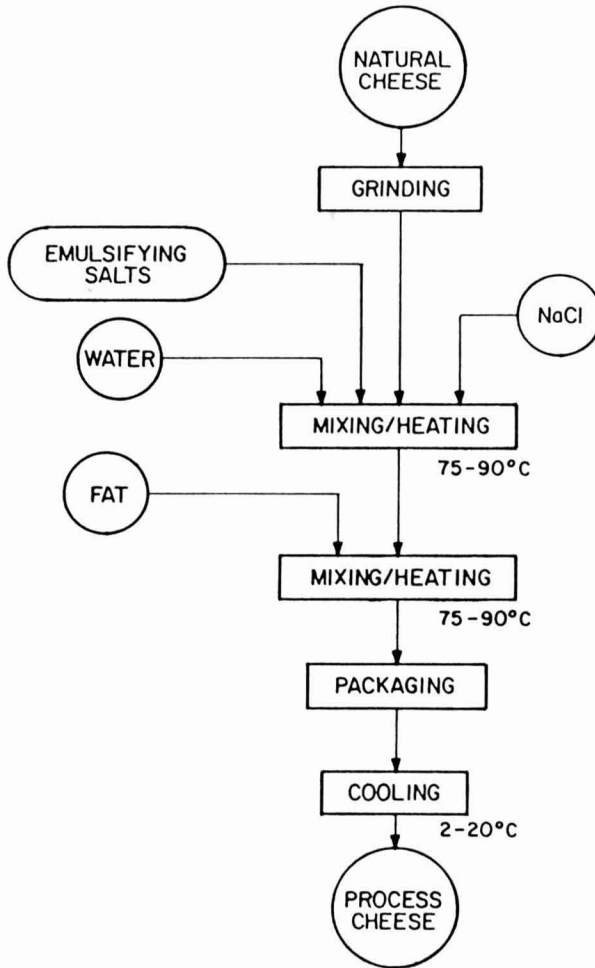 NATURAL
CHEESE
GRINDING
EMULSIFYING
SALTS
NaCl
WATER
MIXING/HEATING
75-90°C
FAT
MIXING/HEATING
75-90°C
PACKAGING
COOLING
2-20°C
PROCESS
CHEESE